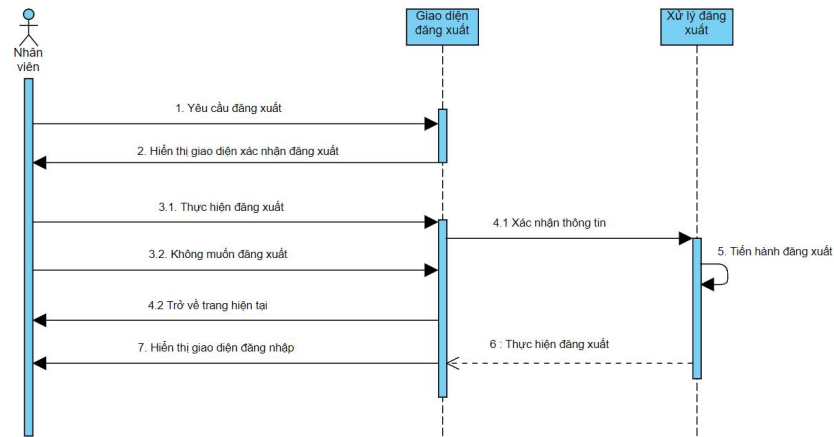 Nhân
viên
Giao diện
đăng xuất
Xử lý đăng
xuất
1. Yêu cầu đăng xuất
2. Hiển thị giao diện xác nhận đăng xuất
3.1. Thực hiện đăng xuất
4.1 Xác nhận thông tin
3.2. Không muốn đăng xuất
5. Tiến hành đăng xuất
4.2 Trở về trang hiện tại
7. Hiển thị giao diện đăng nhập
6 : Thực hiện đăng xuất